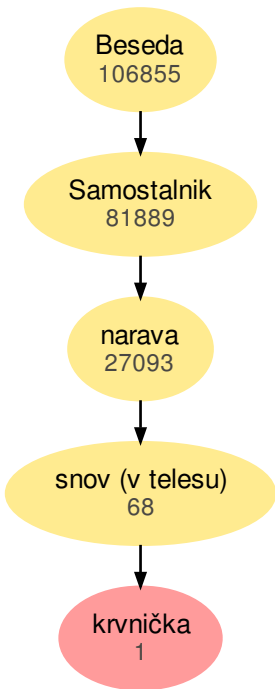 Beseda
106855
Samostalnik
81889
narava
27093
snov (v telesu)
68
krvnička
1